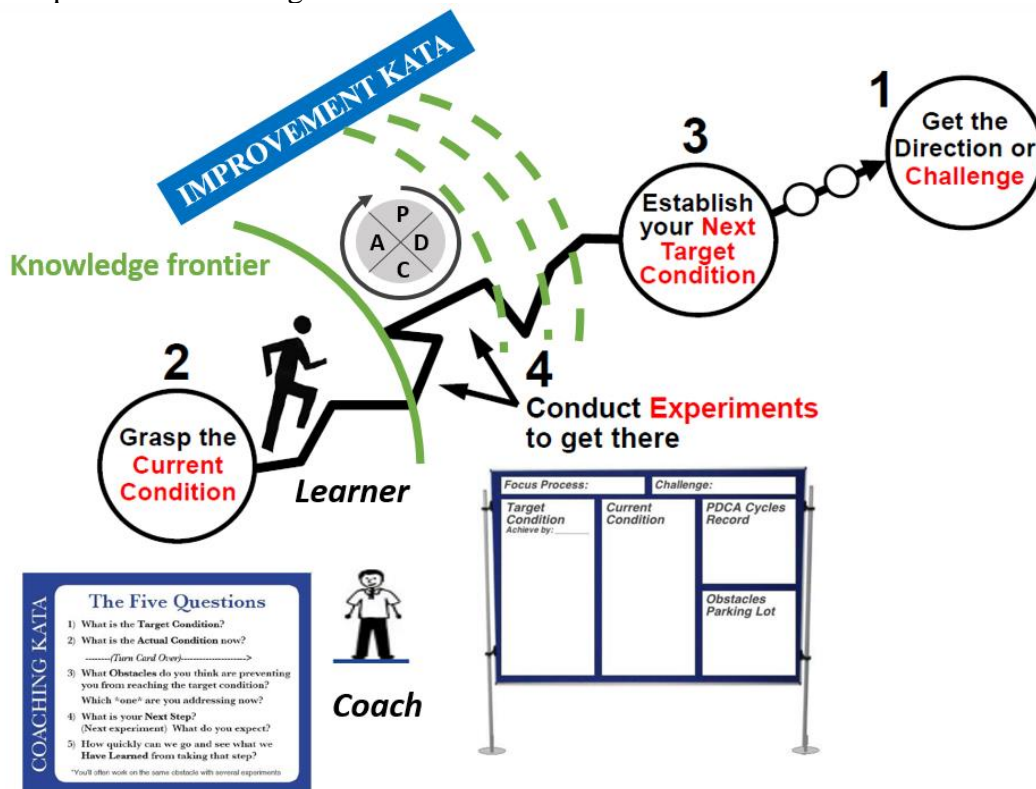 IMPROVEMENT KATA
1
Get the
Direction or
Challenge
3
Establish
your Next
Target
Condition
P
A D
C
Knowledge frontier
2
Grasp the
Current
Condition
Learner
4
Conduct Experiments
to get there
Focus Process:
Challenge:
Target
Condition
Achieve by: _______
Current
Condition
PDCA Cycles
Record
Obstacles
Parking Lot
COACHING KATA
The Five Questions
1) What is the Target Condition?
2) What is the Actual Condition now?
--------(Turn Card Over)--------------------->
3) What Obstacles do you think are preventing
you from reaching the target condition?
Which *one* are you addressing now?
4) What is your Next Step?
(Next experiment) What do you expect?
5) How quickly can we go and see what we
Have Learned from taking that step?
*You'll often work on the same obstacle with several experiments
Coach